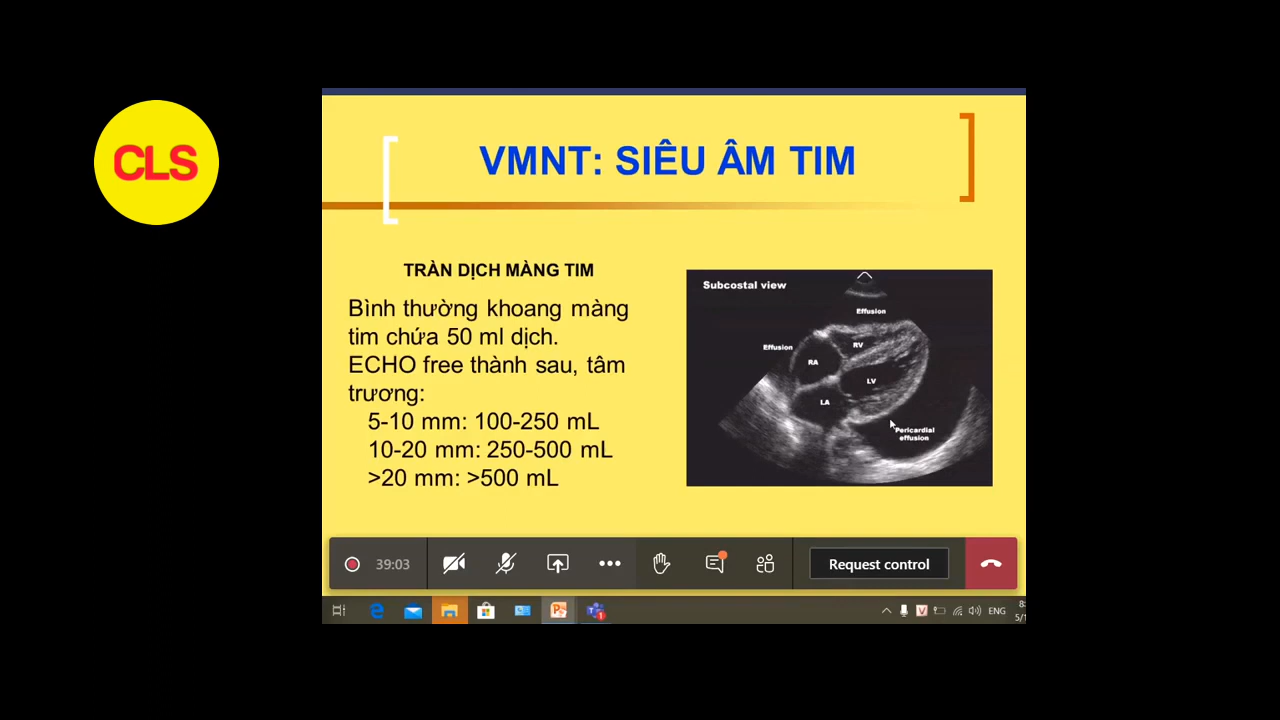 CLS
VMNT: SIÊU ÂM TIM
TRÀN DỊCH MÀNG TIM
Bình thường khoang màng
tim chứa 50 ml dịch.
ECHO free thành sau, tâm
trương:
5-10 mm: 100-250 mL
10-20 mm: 250-500 mL
>20 mm: >500 mL
Subcostal view
Effusion
Effusion
RV
RA
LV
LA
Pericardial
effusion
39:03
Request control
ENG